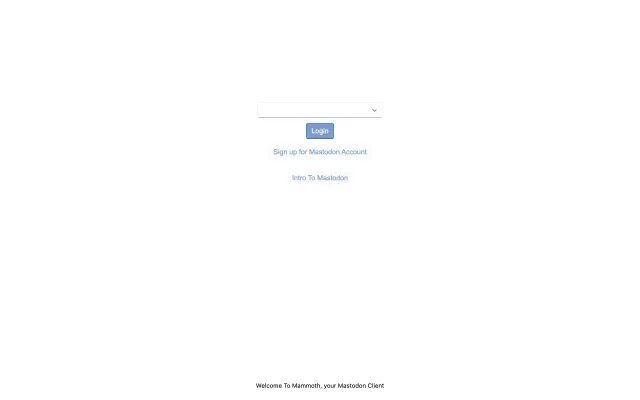 Login
Sign up for Mastodon Account
Intro To Mastodon
Welcome To Mammoth, your Mastodon Client